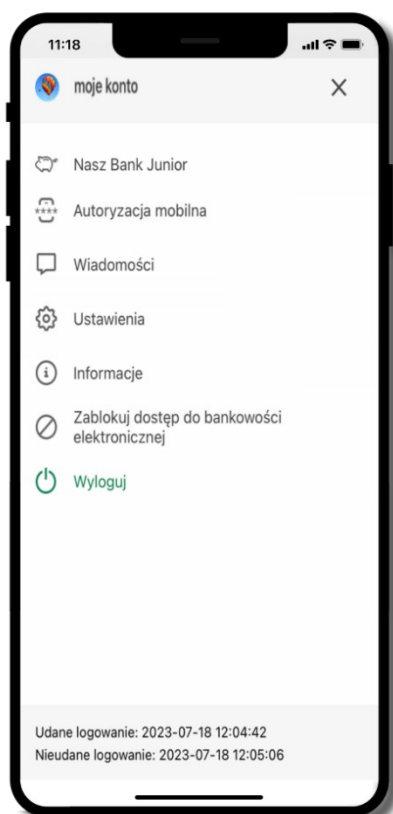 11:18
moje konto
Nasz Bank Junior
****
Autoryzacja mobilna
Wiadomości
Ustawienia
i
Informacje
Zablokuj dostęp do bankowości
elektronicznej
Wyloguj
Udane logowanie: 2023-07-18 12:04:42
Nieudane logowanie: 2023-07-18 12:05:06